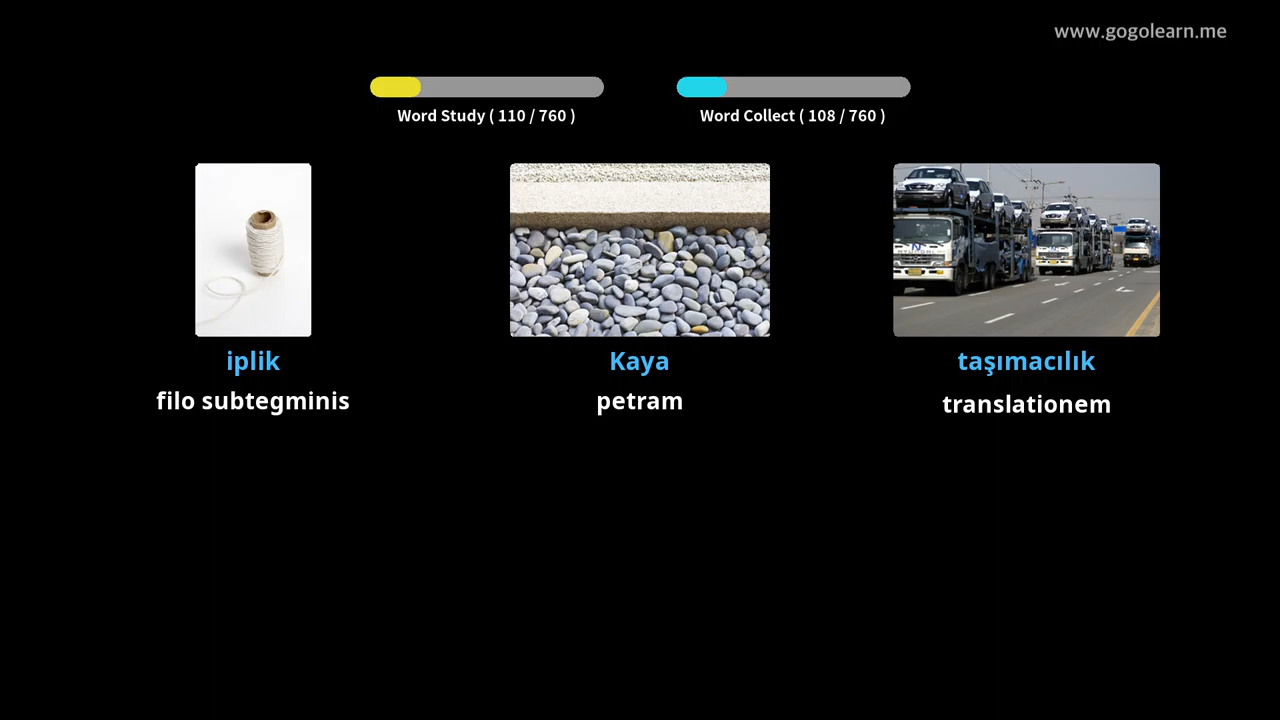 www.gogolearn.me
Word Study ( 110 / 760 )
Word Collect ( 108 / 760 )
iplik
filo subtegminis
Kaya
petram
taşımacılık
translationem